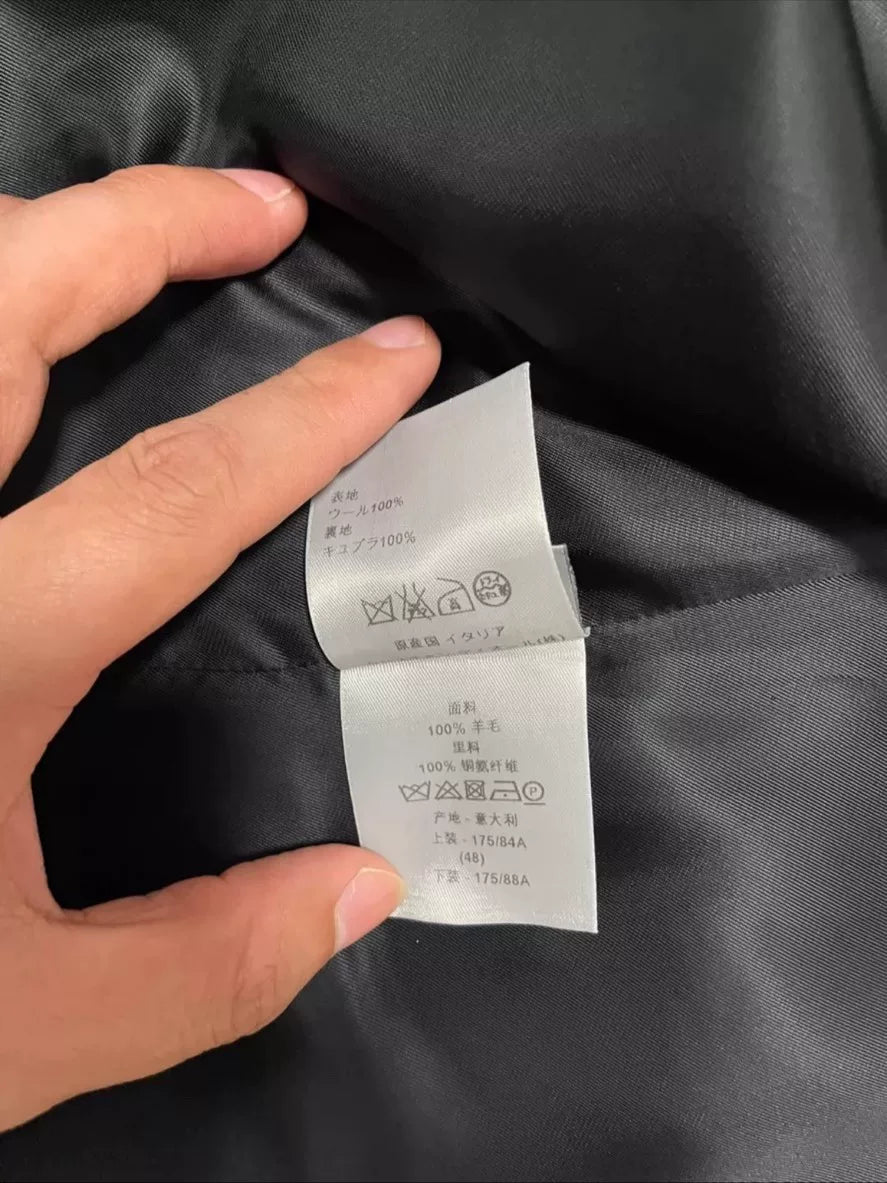 表地
ウール100%
裏地
キュプラ100%
原産国 イタリア
(株)
面料
100% 羊毛
里料
100% 铜氨纤维
P
产地 - 意大利
上装 - 175/84A
(48)
下装 - 175/88A